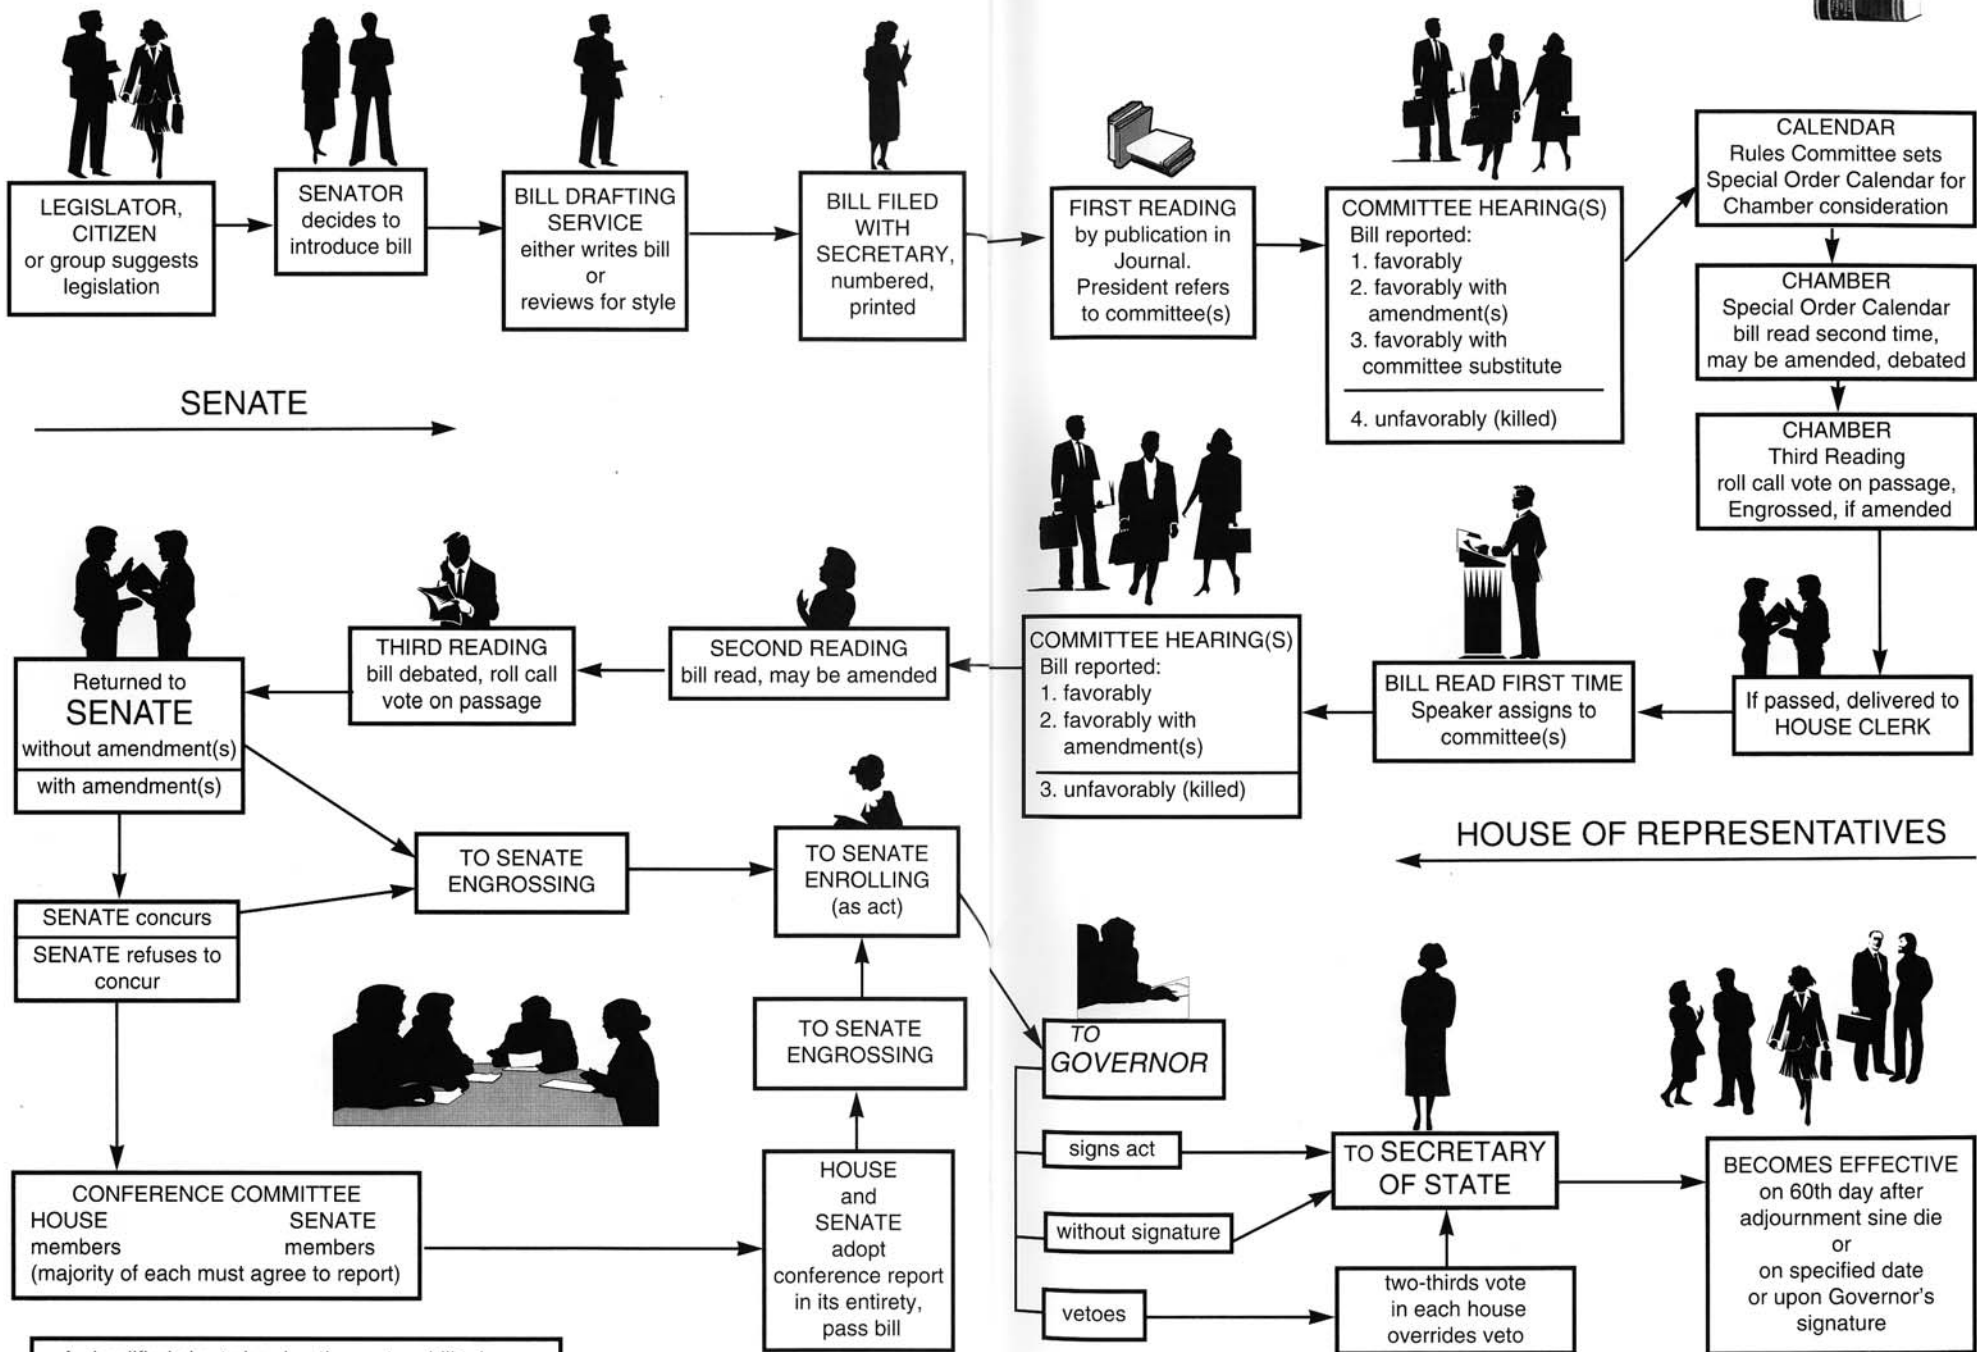 LEGISLATOR,
CITIZEN
or group suggests
legislation
SENATOR
decides to
introduce bill
BILL DRAFTING
SERVICE
either writes bill
or
reviews for style
BILL FILED
WITH
SECRETARY,
numbered,
printed
FIRST READING
by publication in
Journal.
President refers
to committee(s)
COMMITTEE HEARING(S)
Bill reported:
1. favorably
2. favorably with
amendment(s)
3. favorably with
committee substitute
4. unfavorably (killed)
CALENDAR
Rules Committee sets
Special Order Calendar for
Chamber consideration
CHAMBER
Special Order Calendar
bill read second time,
may be amended, debated
CHAMBER
Third Reading
roll call vote on passage,
Engrossed, if amended
SENATE
If passed, delivered to
HOUSE CLERK
BILL READ FIRST TIME
Speaker assigns to
committee(s)
COMMITTEE HEARING(S)
Bill reported:
1. favorably
2. favorably with
amendment(s)
3. unfavorably (killed)
SECOND READING
bill read, may be amended
THIRD READING
bill debated, roll call
vote on passage
Returned to
SENATE
without amendment(s)
with amendment(s)
HOUSE OF REPRESENTATIVES
TO SENATE
ENGROSSING
TO SENATE
ENROLLING
(as act)
SENATE concurs
SENATE refuses to
concur
TO SENATE
ENGROSSING
CONFERENCE COMMITTEE
HOUSE SENATE
members members
(majority of each must agree to report)
HOUSE
and
SENATE
adopt
conference report
in its entirety,
pass bill
TO
GOVERNOR
signs act
without signature
vetoes
TO SECRETARY
OF STATE
two-thirds vote
in each house
overrides veto
BECOMES EFFECTIVE
on 60th day after
adjournment sine die
or
on specified date
or upon Governor's
signature